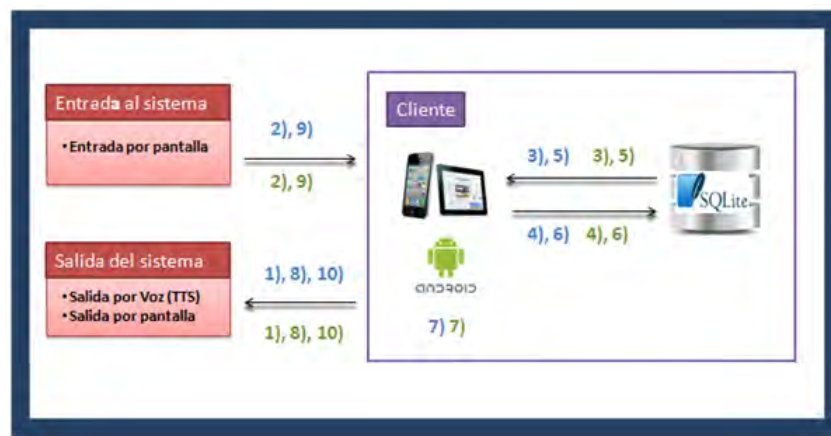 Entrada al sistema
• Entrada por pantalla
2), 9)
2), 9)
Salida del sistema
• Salida por Voz (TTS)
• Salida por pantalla
1), 8), 10)
1), 8), 10)
Cliente
3), 5) 3), 5)
4), 6) 4), 6)
SQLite
ANDROID
7) 7)